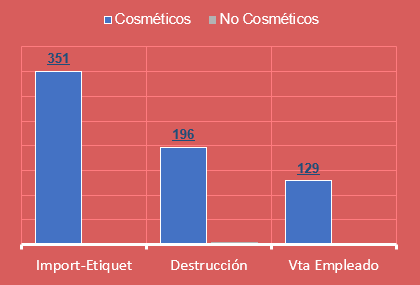 Cosméticos No Cosméticos
351
196
129
Import-Etiquet Destrucción Vta Empleado